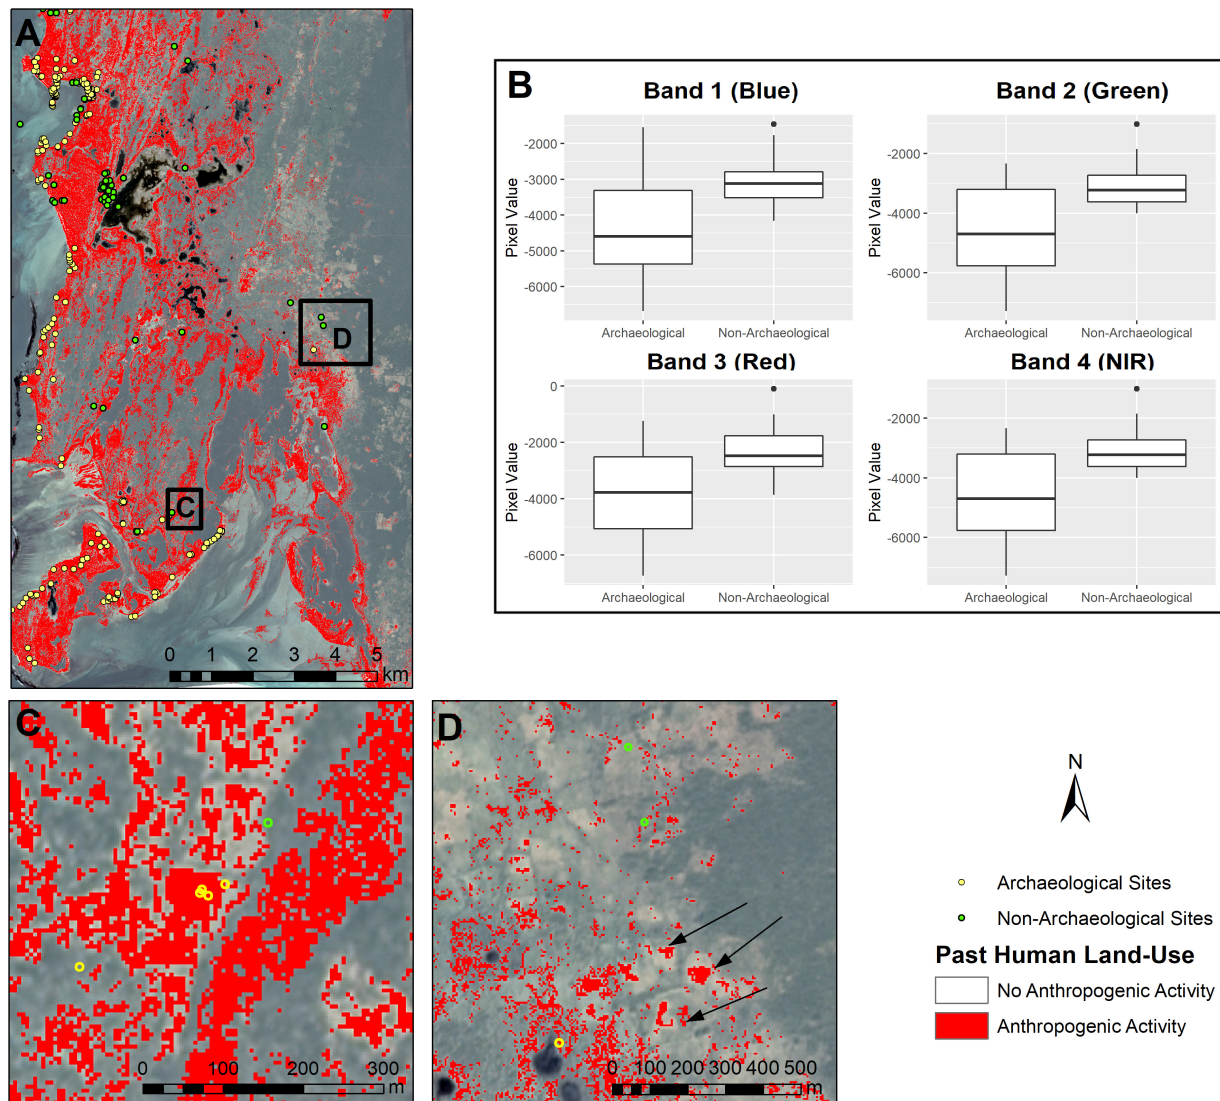 A
D
C
0 1 2 3 4 5
km
B
Band 1 (Blue)
Pixel Value
-2000
-3000
-4000
-5000
-6000
Archaeological Non-Archaeological
Band 2 (Green)
Pixel Value
-2000
-4000
-6000
Archaeological Non-Archaeological
Band 3 (Red)
Pixel Value
0
-2000
-4000
-6000
Archaeological Non-Archaeological
Band 4 (NIR)
Pixel Value
-2000
-4000
-6000
Archaeological Non-Archaeological
C
0 100 200 300
m
D
0 100 200 300 400 500
m
N
Archaeological Sites
Non-Archaeological Sites
Past Human Land-Use
No Anthropogenic Activity
Anthropogenic Activity